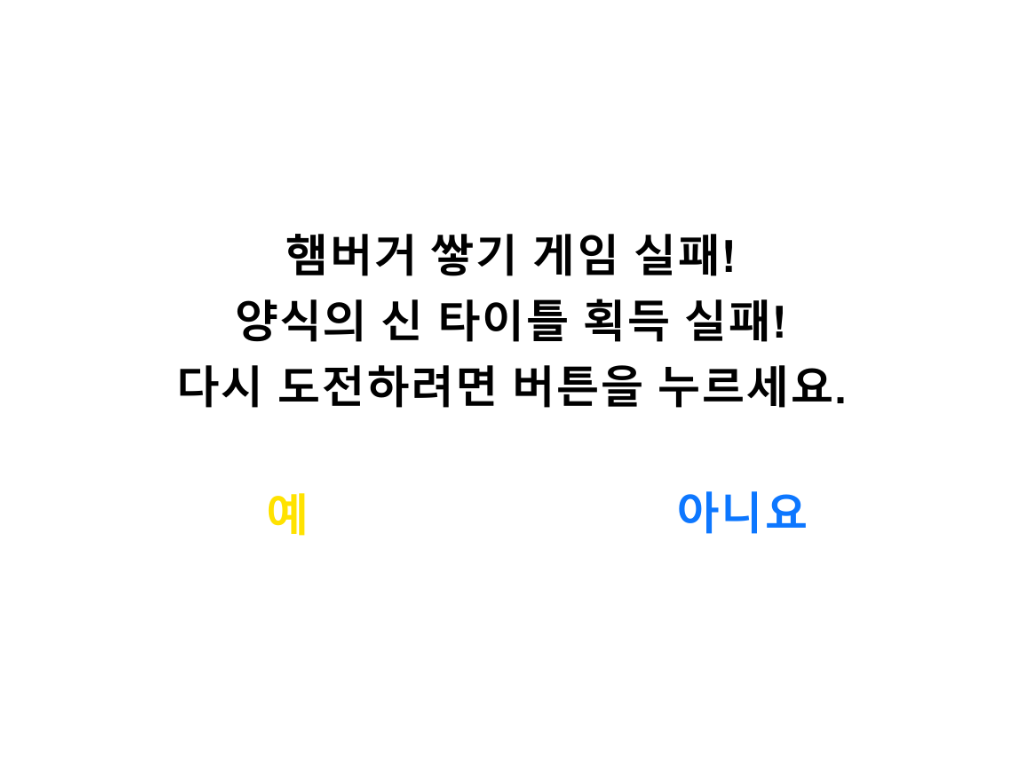 햄버거 쌓기 게임 실패!
양식의 신 타이틀 획득 실패!
다시 도전하려면 버튼을 누르세요.
예 아니요